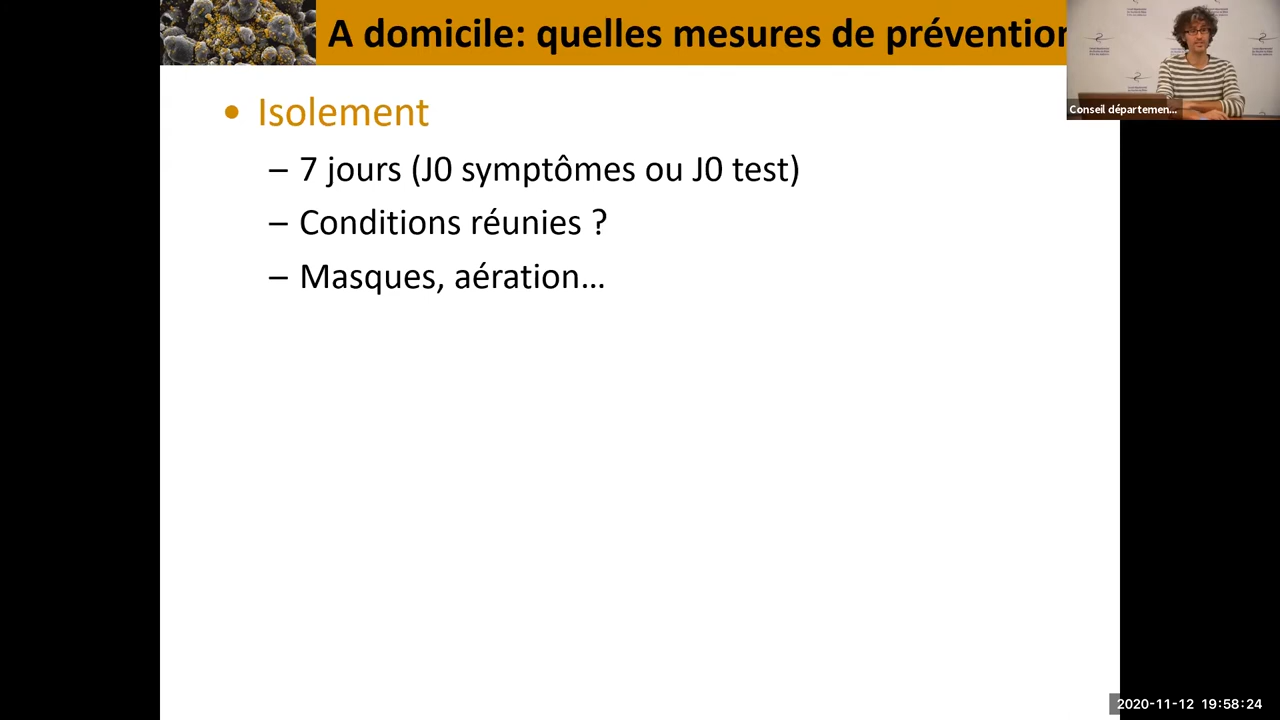 A domicile: quelles mesures de prévention
Conseil départemen...
• Isolement
– 7 jours (J0 symptômes ou J0 test)
– Conditions réunies ?
– Masques, aération…
2020-11-12 19:58:24